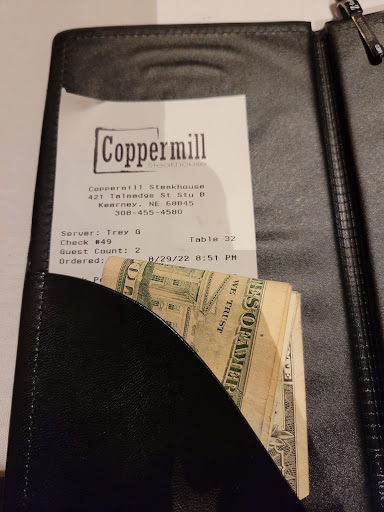 Coppermill
steakhouse
Coppermill Steakhouse
421 Talmadge St Stu D
Kearney, NE 68845
308-455-4580
Server: Trey G
Check #49 Table 32
Guest Count: 2
Ordered: 8/29/22 8:51 PM
WE TRUST